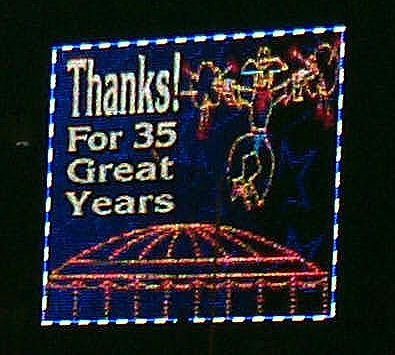 Thanks!
For 35
Great
Years